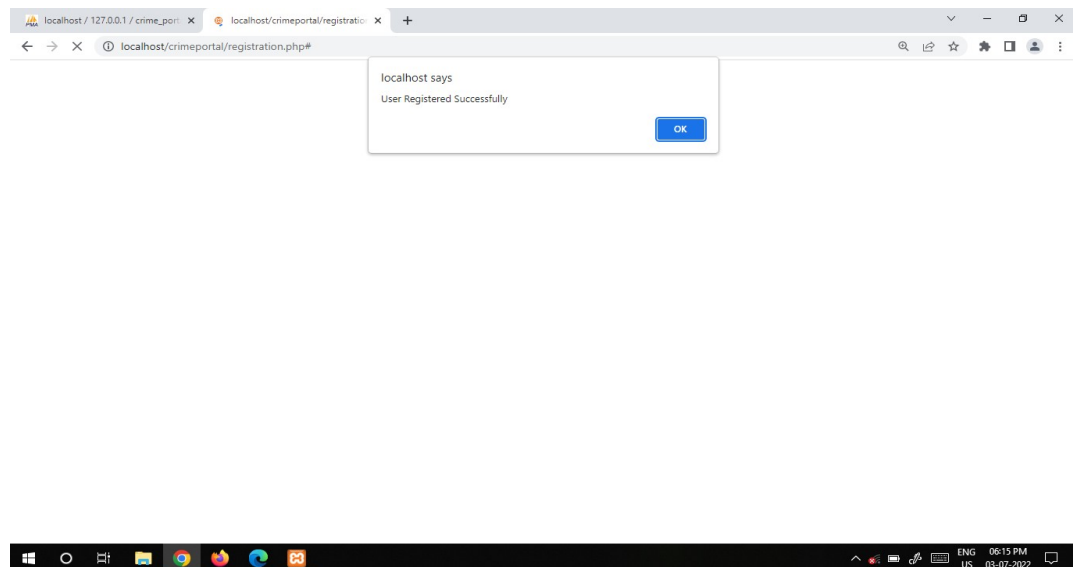 localhost / 127.0.0.1 / crime_port
localhost/crimeportal/registration
localhost/crimeportal/registration.php#
localhost says
User Registered Successfully
OK
ENG
US
06:15 PM
03-07-2022